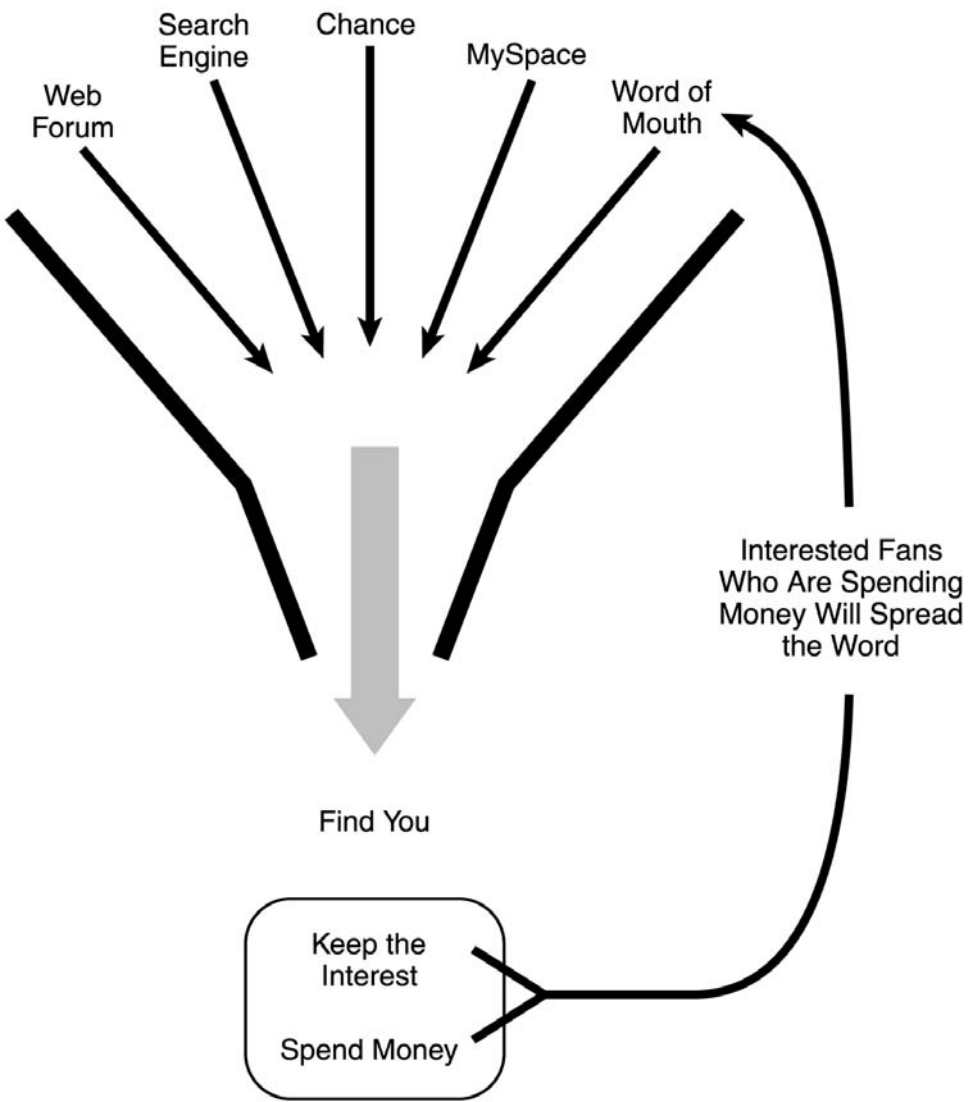 Search
Engine
Chance
MySpace
Web
Forum
Word of
Mouth
Interested Fans
Who Are Spending
Money Will Spread
the Word
Find You
Keep the
Interest
Spend Money